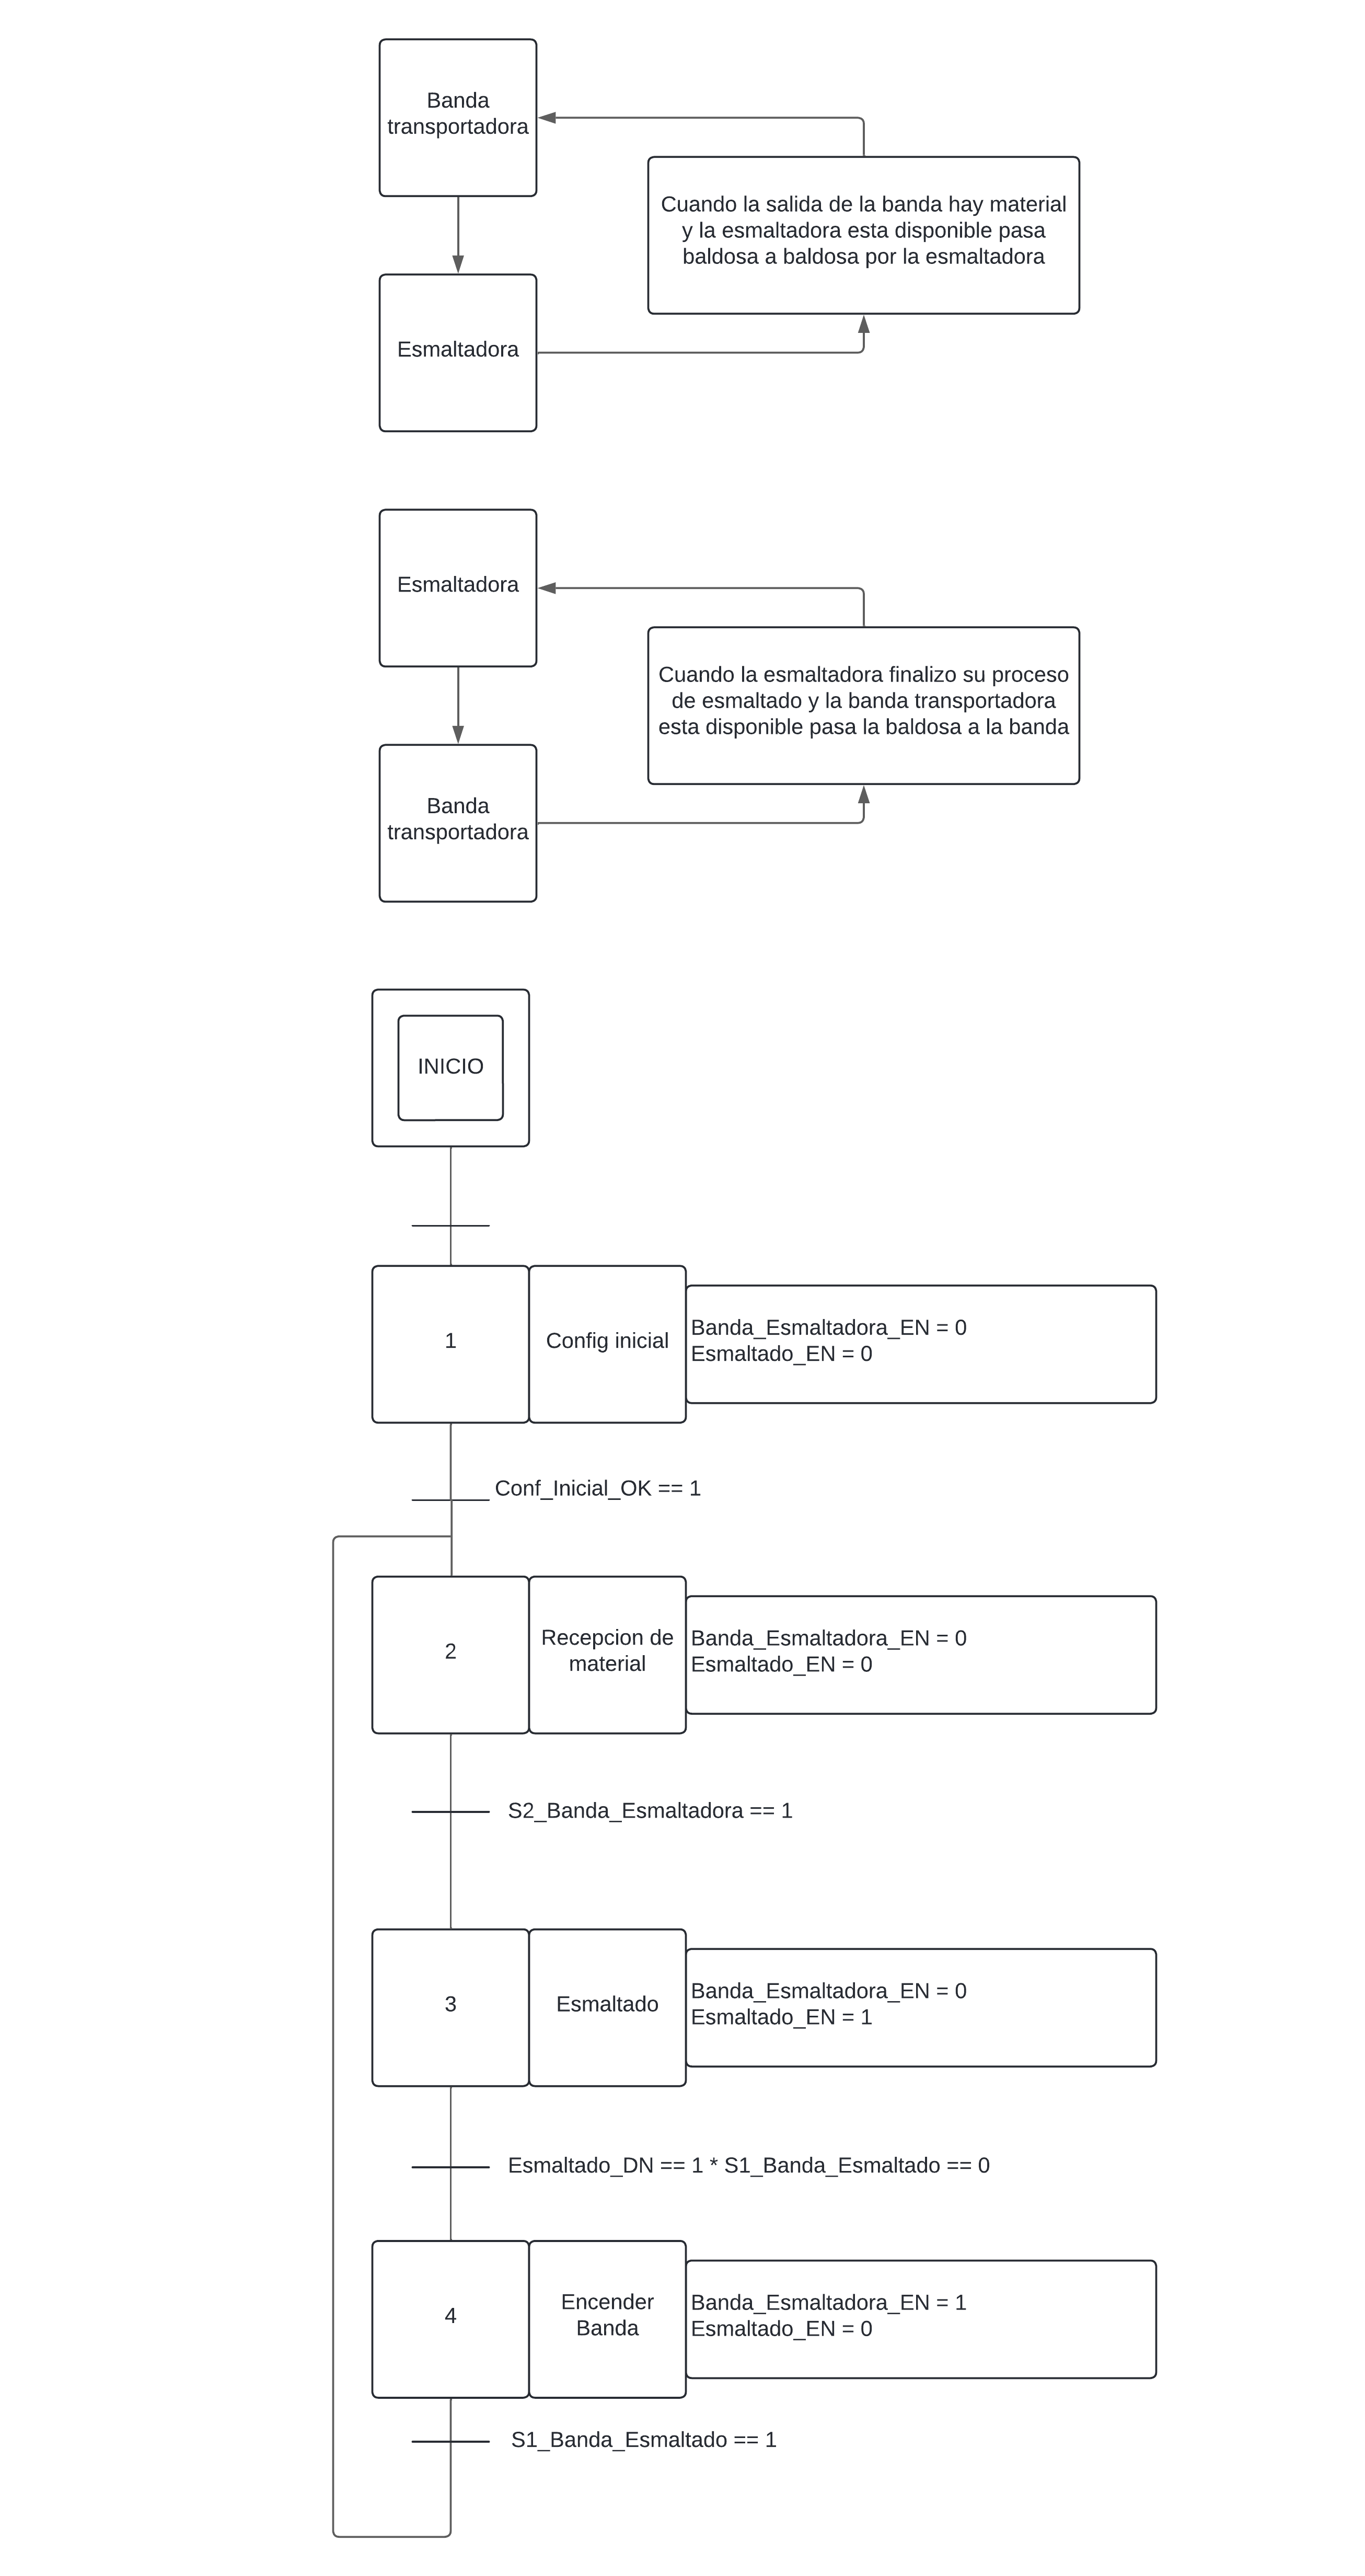 Banda
transportadora
Cuando la salida de la banda hay material
y la esmaltadora esta disponible pasa
baldosa a baldosa por la esmaltadora
Esmaltadora
Esmaltadora
Cuando la esmaltadora finalizo su proceso
de esmaltado y la banda transportadora
esta disponible pasa la baldosa a la banda
Banda
transportadora
INICIO
1
Config inicial
Banda_Esmaltadora_EN = 0
Esmaltado_EN = 0
Conf_Inicial_OK == 1
2
Recepcion de
material
Banda_Esmaltadora_EN = 0
Esmaltado_EN = 0
S2_Banda_Esmaltadora == 1
3
Esmaltado
Banda_Esmaltadora_EN = 0
Esmaltado_EN = 1
Esmaltado_DN == 1 * S1_Banda_Esmaltado == 0
4
Encender
Banda
Banda_Esmaltadora_EN = 1
Esmaltado_EN = 0
S1_Banda_Esmaltado == 1